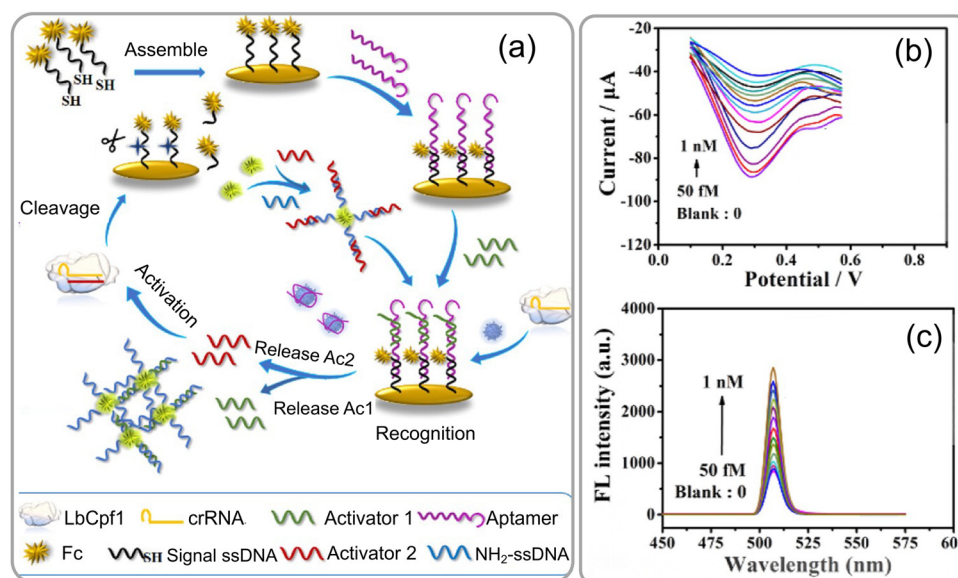 (a)
SH
SH
SH
Assemble
Cleavage
Activation
Release Ac2
Release Ac1
Recognition
LbCpf1
crRNA
Activator 1
Aptamer
Fc
SH
Signal ssDNA
Activator 2
NH₂-ssDNA
(b)
Current / μA
-20
-40
-60
-80
-100
-120
1 nM
50 fM
Blank : 0
0.0
0.2
0.4
0.6
0.8
Potential / V
(c)
FL intensity (a.u.)
4000
3000
2000
1000
0
1 nM
50 fM
Blank : 0
450
475
500
525
550
575
Wavelength (nm)